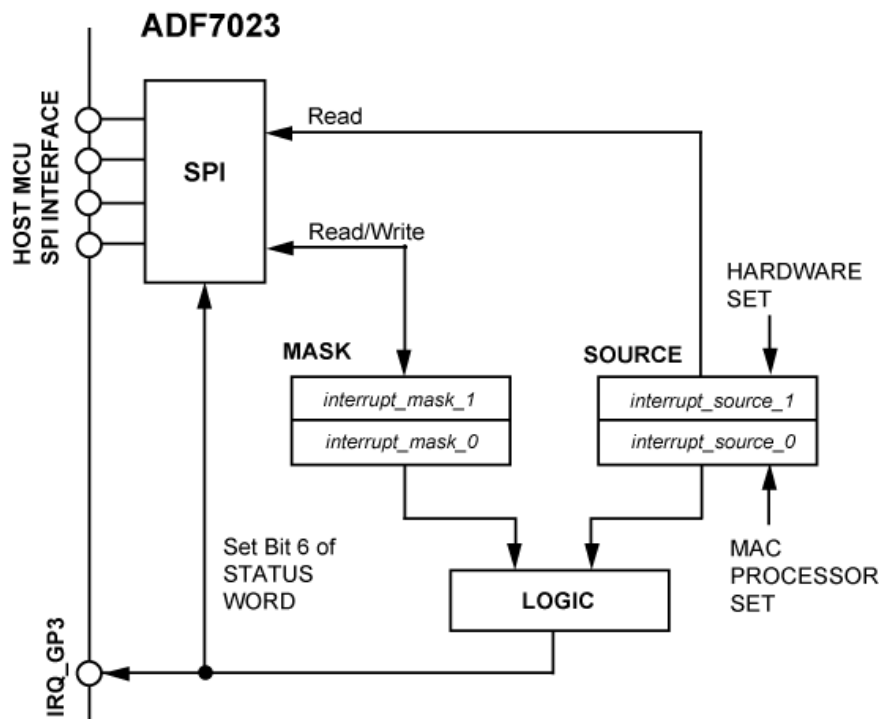 ADF7023
HOST MCU
SPI INTERFACE
SPI
Read
Read/Write
HARDWARE
SET
MASK
interrupt_mask_1
interrupt_mask_0
SOURCE
interrupt_source_1
interrupt_source_0
Set Bit 6 of
STATUS
WORD
LOGIC
MAC
PROCESSOR
SET
IRQ_GP3